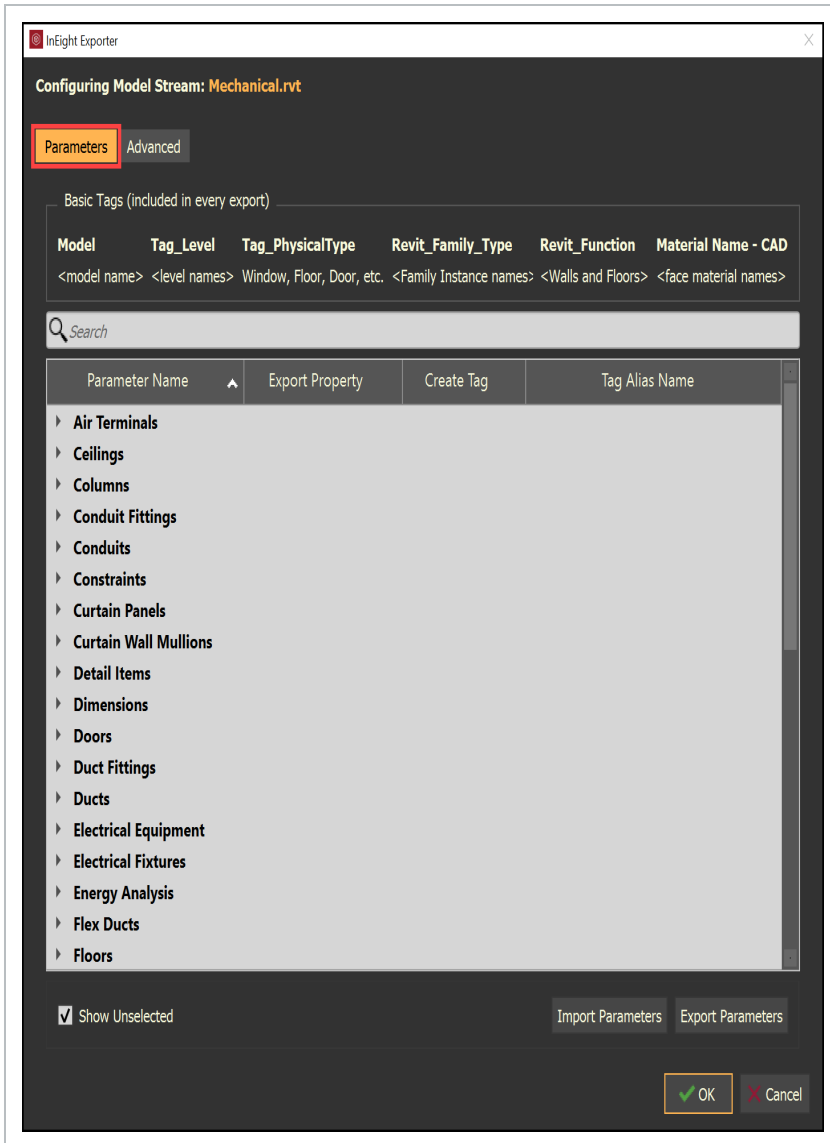 InEight Exporter
Configuring Model Stream: Mechanical.rvt
Parameters Advanced
Basic Tags (included in every export)
Model Tag_Level Tag_PhysicalType Revit_Family_Type Revit_Function Material Name - CAD
<model name> <level names> Window, Floor, Door, etc. <Family Instance names> <Walls and Floors> <face material names>
Search
Parameter Name Export Property Create Tag Tag Alias Name
Air Terminals
Ceilings
Columns
Conduit Fittings
Conduits
Constraints
Curtain Panels
Curtain Wall Mullions
Detail Items
Dimensions
Doors
Duct Fittings
Ducts
Electrical Equipment
Electrical Fixtures
Energy Analysis
Flex Ducts
Floors
Show Unselected Import Parameters Export Parameters
OK Cancel